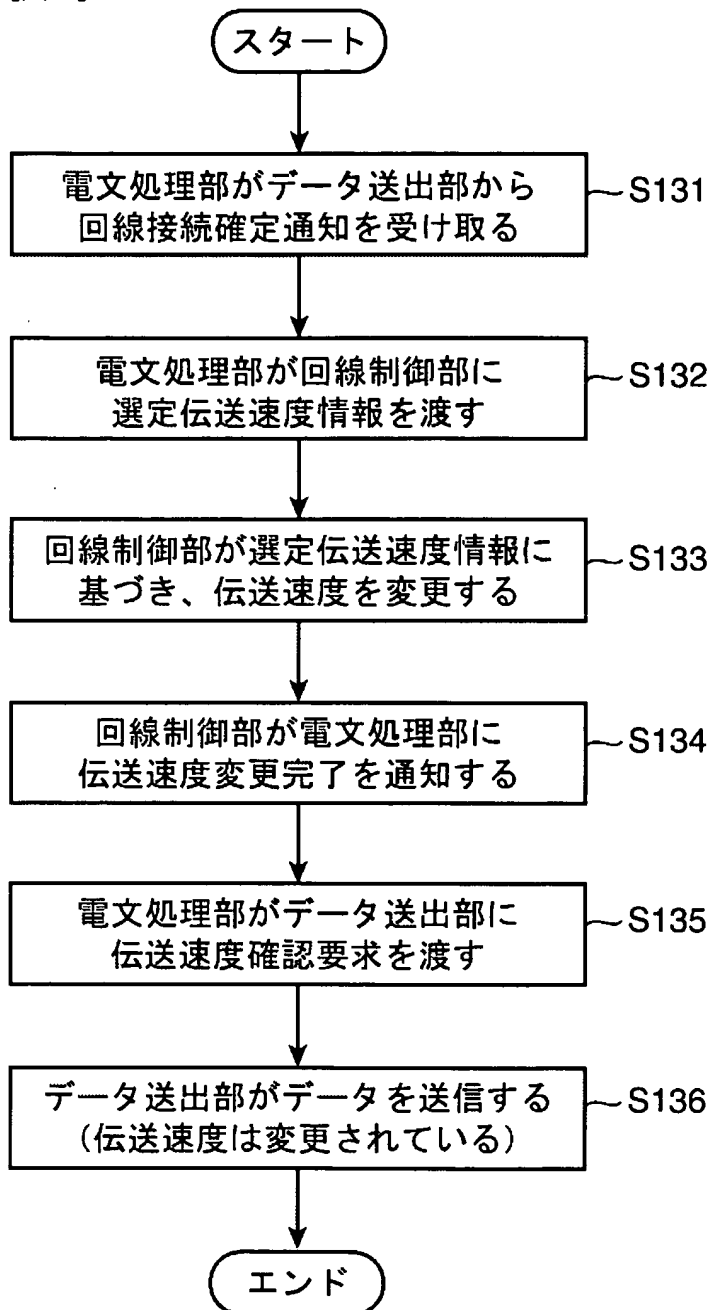 スタート
電文処理部がデータ送出部から
回線接続確定通知を受け取る
~S131
電文処理部が回線制御部に
選定伝送速度情報を渡す
~S132
回線制御部が選定伝送速度情報に
基づき、伝送速度を変更する
~S133
回線制御部が電文処理部に
伝送速度変更完了を通知する
~S134
電文処理部がデータ送出部に
伝送速度確認要求を渡す
~S135
データ送出部がデータを送信する
(伝送速度は変更されている)
~S136
エンド